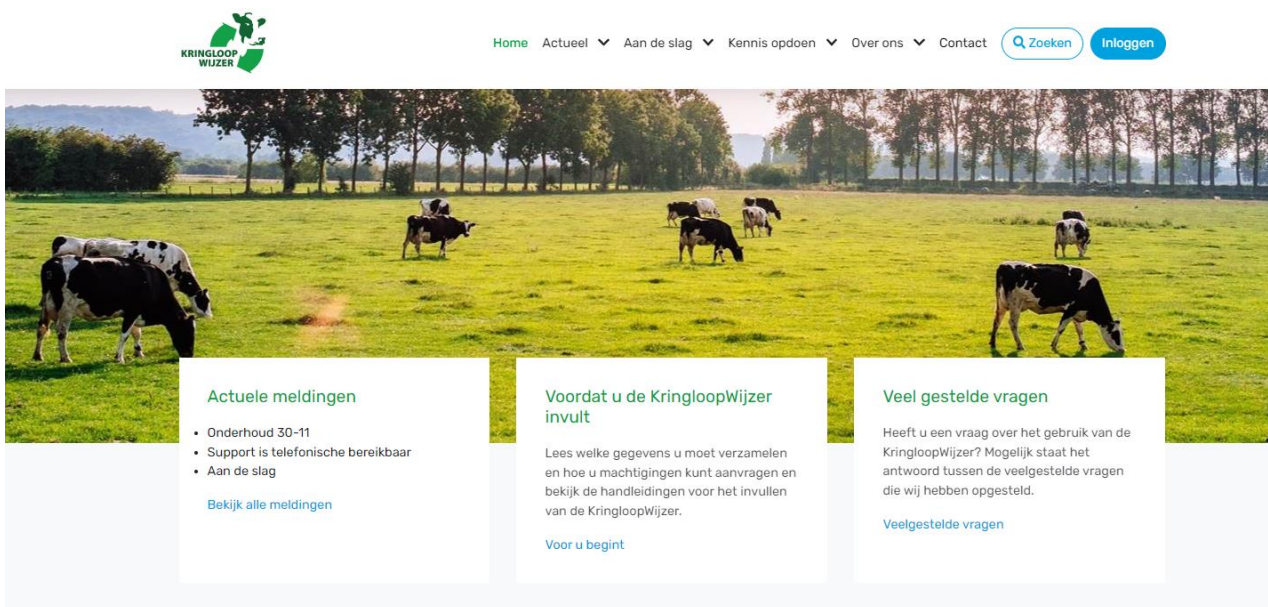 KRINGLOOP
WIJZER
Home Actueel Aan de slag Kennis opdoen Over ons Contact Zoeken Inloggen
Actuele meldingen
Onderhoud 30-11
Support is telefonische bereikbaar
Aan de slag
Bekijk alle meldingen
Voordat u de KringloopWijzer
invult
Lees welke gegevens u moet verzamelen
en hoe u machtigingen kunt aanvragen en
bekijk de handleidingen voor het invullen
van de KringloopWijzer.
Voor u begint
Veel gestelde vragen
Heeft u een vraag over het gebruik van de
KringloopWijzer? Mogelijk staat het
antwoord tussen de veelgestelde vragen
die wij hebben opgesteld.
Veelgestelde vragen